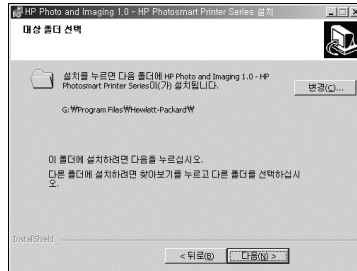 HP Photo and Imaging 1,0 - HP Photosmart Printer Series 설치
대상 폴더 선택
설치를 누르면 다음 폴더에 HP Photo and Imaging 1.0 - HP
Photosmart Printer Series이(가) 설치됩니다.
변경(C)...
G:₩Program Files₩Hewlett-Packard₩
이 폴더에 설치하려면 다음을 누르십시오.
다른 폴더에 설치하려면 찾아보기를 누르고 다른 폴더를 선택하십시
오.
InstallShield
< 뒤로(B)
다음(N) >